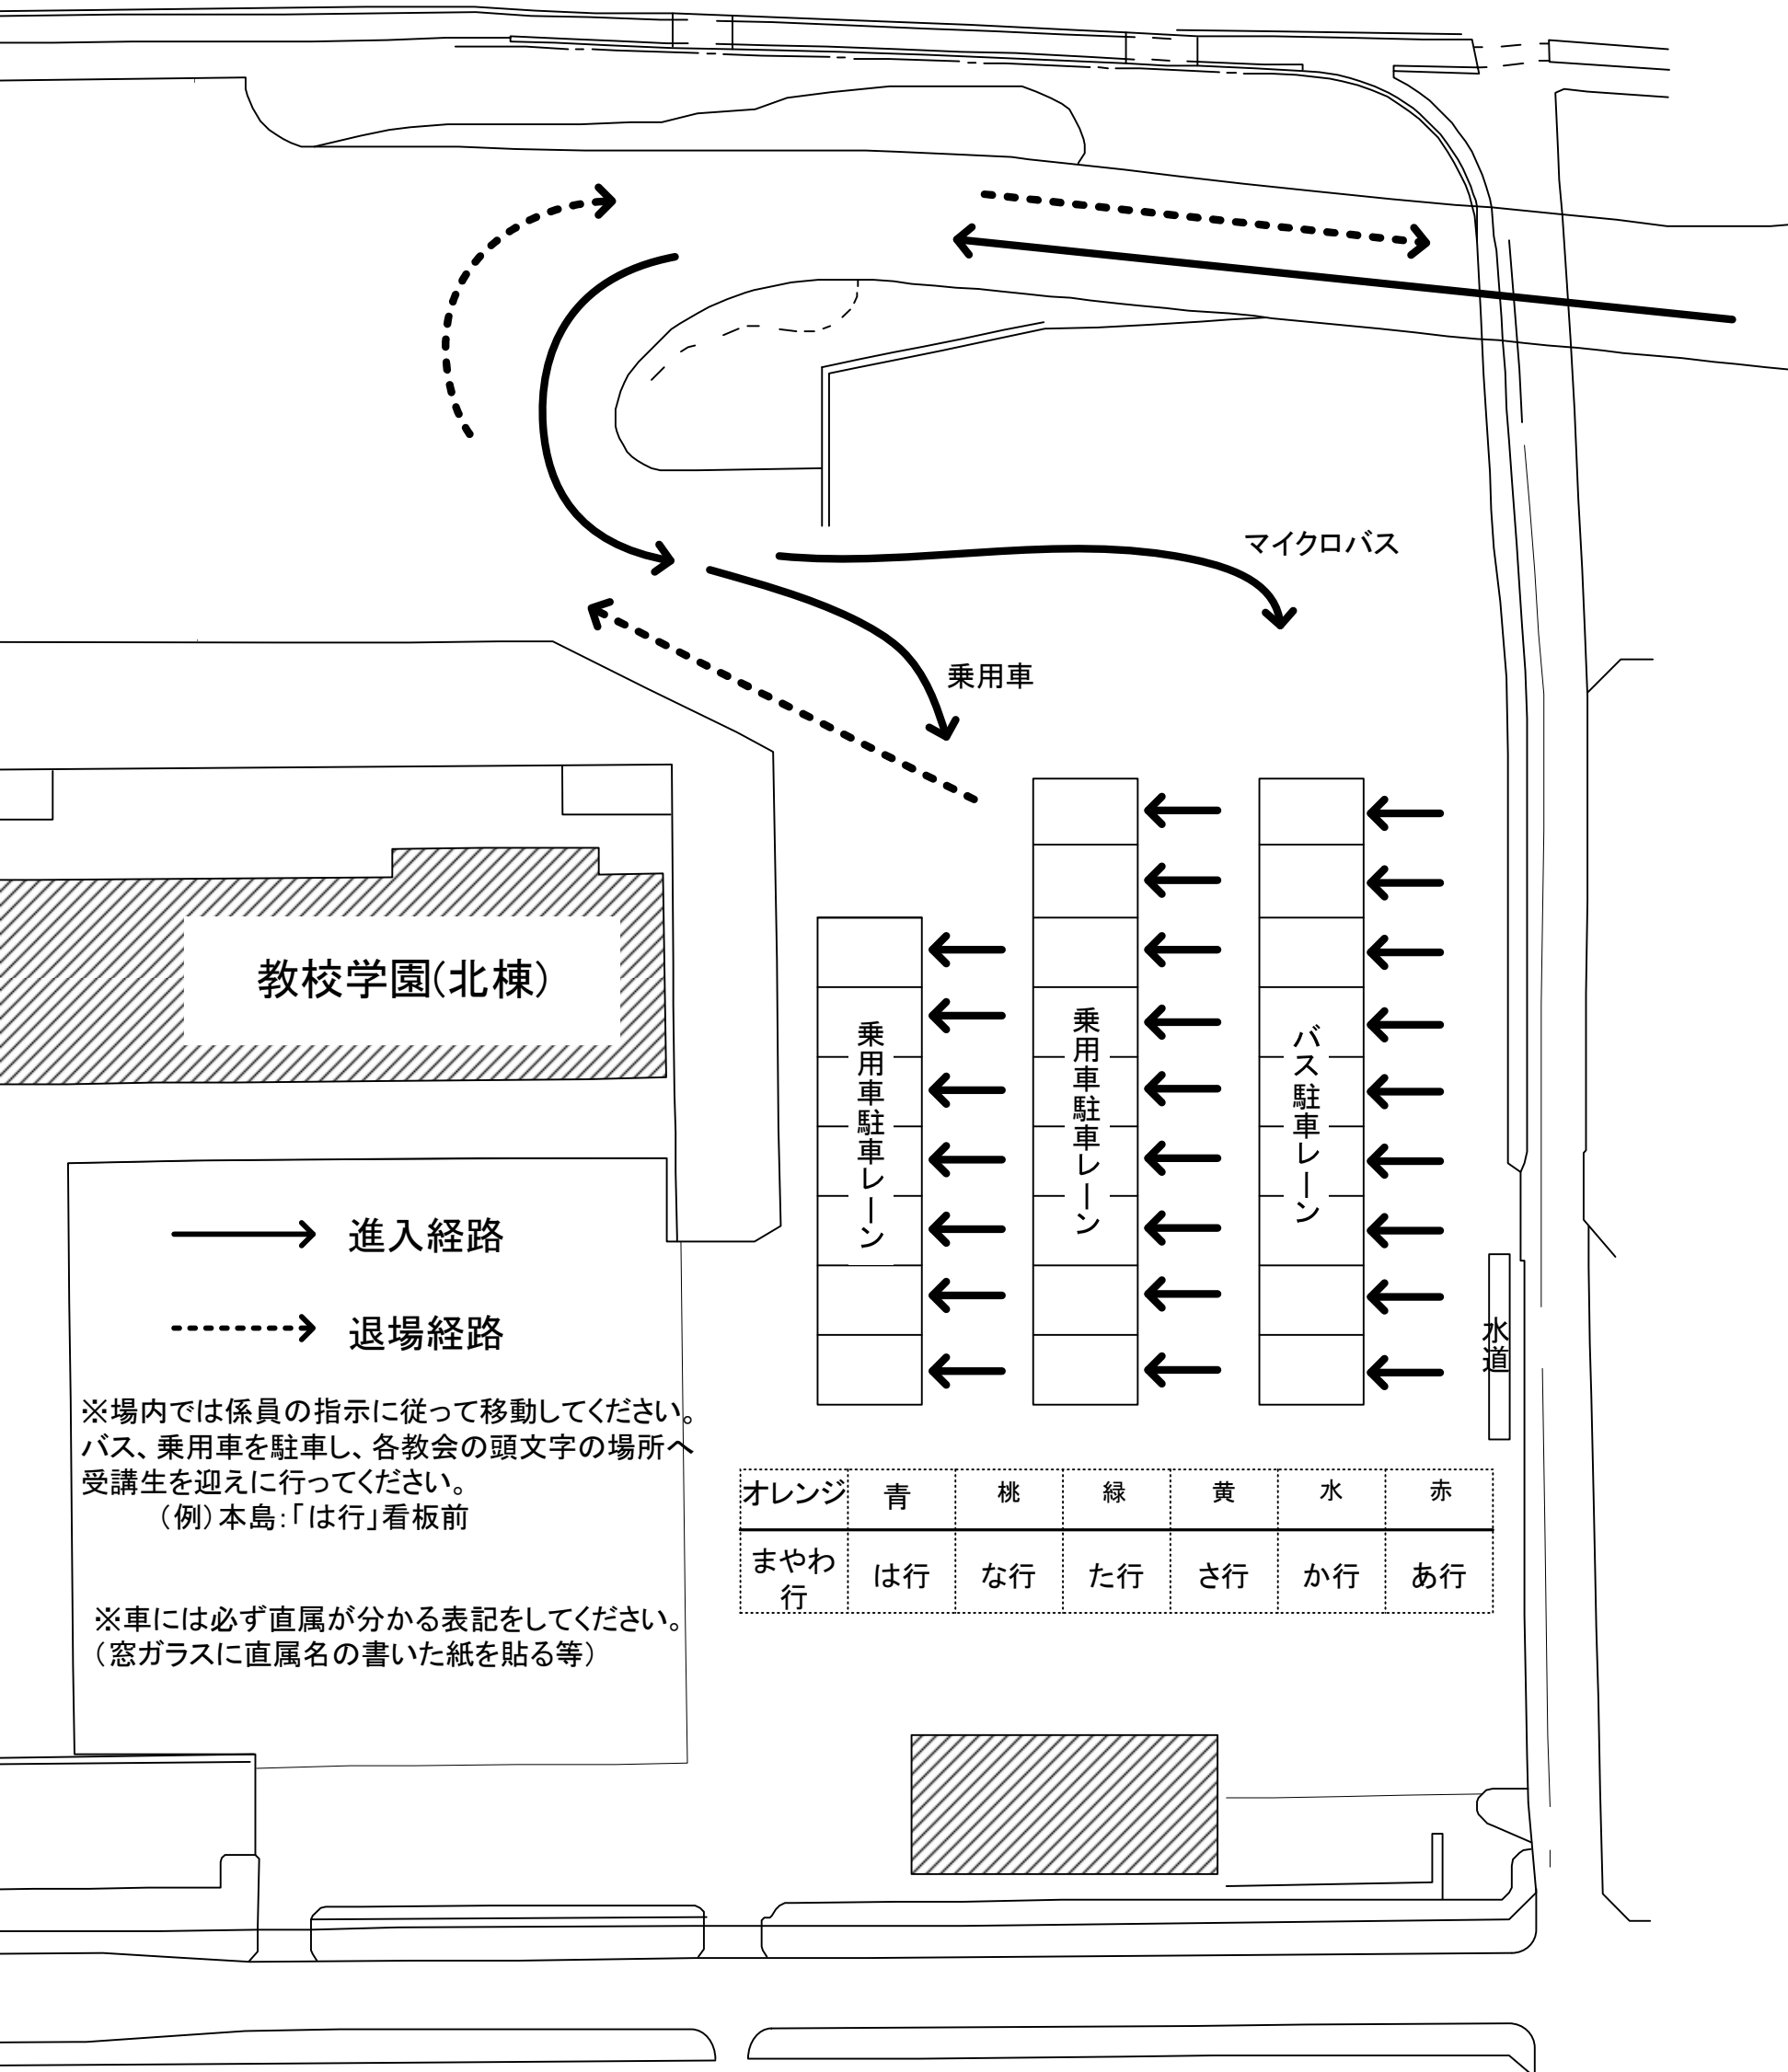 マイクロバス
乗用車
教校学園(北棟)
乗用車駐車レーン
乗用車駐車レーン
バス駐車レーン
進入経路
退場経路
水道
※場内では係員の指示に従って移動してください。
バス、乗用車を駐車し、各教会の頭文字の場所へ
受講生を迎えに行ってください。
（例）本島：「は行」看板前
※車には必ず直属が分かる表記をしてください。
（窓ガラスに直属名の書いた紙を貼る等）
オレンジ 青 桃 緑 黄 水 赤
まやわ行 は行 な行 た行 さ行 か行 あ行